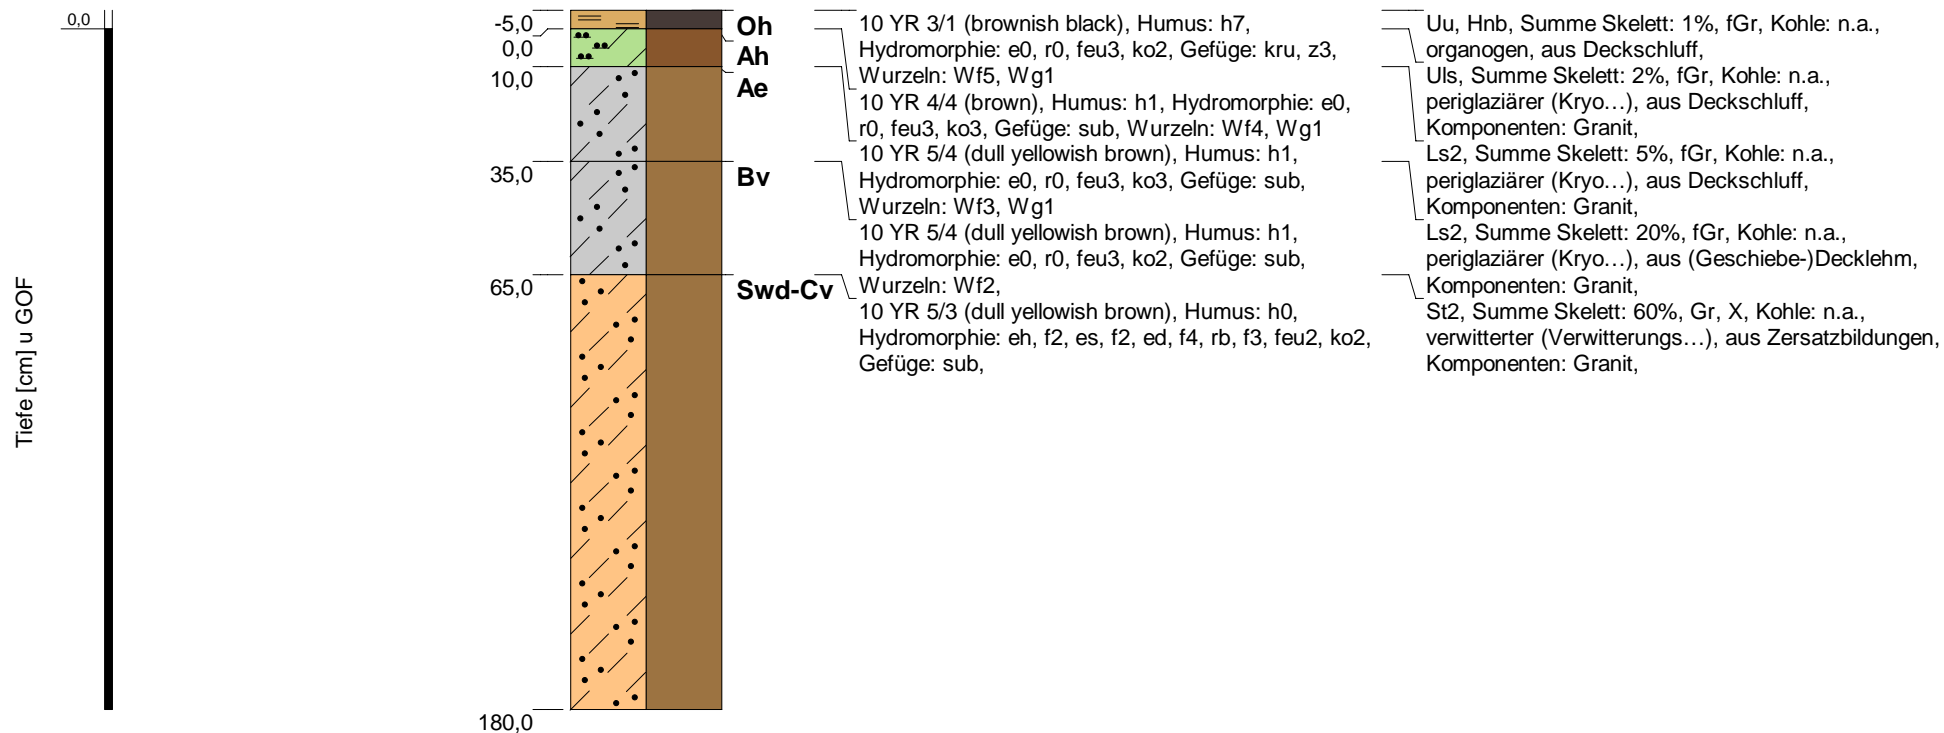 0,0
Tiefe [cm] u GOF
-5,0
0,0
10,0
35,0
65,0
180,0
Oh
Ah
Ae
Bv
Swd-Cv
10 YR 3/1 (brownish black), Humus: h7,
Hydromorphie: e0, r0, feu3, ko2, Gefüge: kru, z3,
Wurzeln: Wf5, Wg1
10 YR 4/4 (brown), Humus: h1, Hydromorphie: e0,
r0, feu3, ko3, Gefüge: sub, Wurzeln: Wf4, Wg1
10 YR 5/4 (dull yellowish brown), Humus: h1,
Hydromorphie: e0, r0, feu3, ko3, Gefüge: sub,
Wurzeln: Wf3, Wg1
10 YR 5/4 (dull yellowish brown), Humus: h1,
Hydromorphie: e0, r0, feu3, ko2, Gefüge: sub,
Wurzeln: Wf2,
10 YR 5/3 (dull yellowish brown), Humus: h0,
Hydromorphie: eh, f2, es, f2, ed, f4, rb, f3, feu2, ko2,
Gefüge: sub,
Uu, Hnb, Summe Skelett: 1%, fGr, Kohle: n.a.,
organogen, aus Deckschluff,
Uls, Summe Skelett: 2%, fGr, Kohle: n.a.,
periglaziärer (Kryo…), aus Deckschluff,
Komponenten: Granit,
Ls2, Summe Skelett: 5%, fGr, Kohle: n.a.,
periglaziärer (Kryo…), aus Deckschluff,
Komponenten: Granit,
Ls2, Summe Skelett: 20%, fGr, Kohle: n.a.,
periglaziärer (Kryo…), aus (Geschiebe-)Decklehm,
Komponenten: Granit,
St2, Summe Skelett: 60%, Gr, X, Kohle: n.a.,
verwitterter (Verwitterungs…), aus Zersatzbildungen,
Komponenten: Granit,